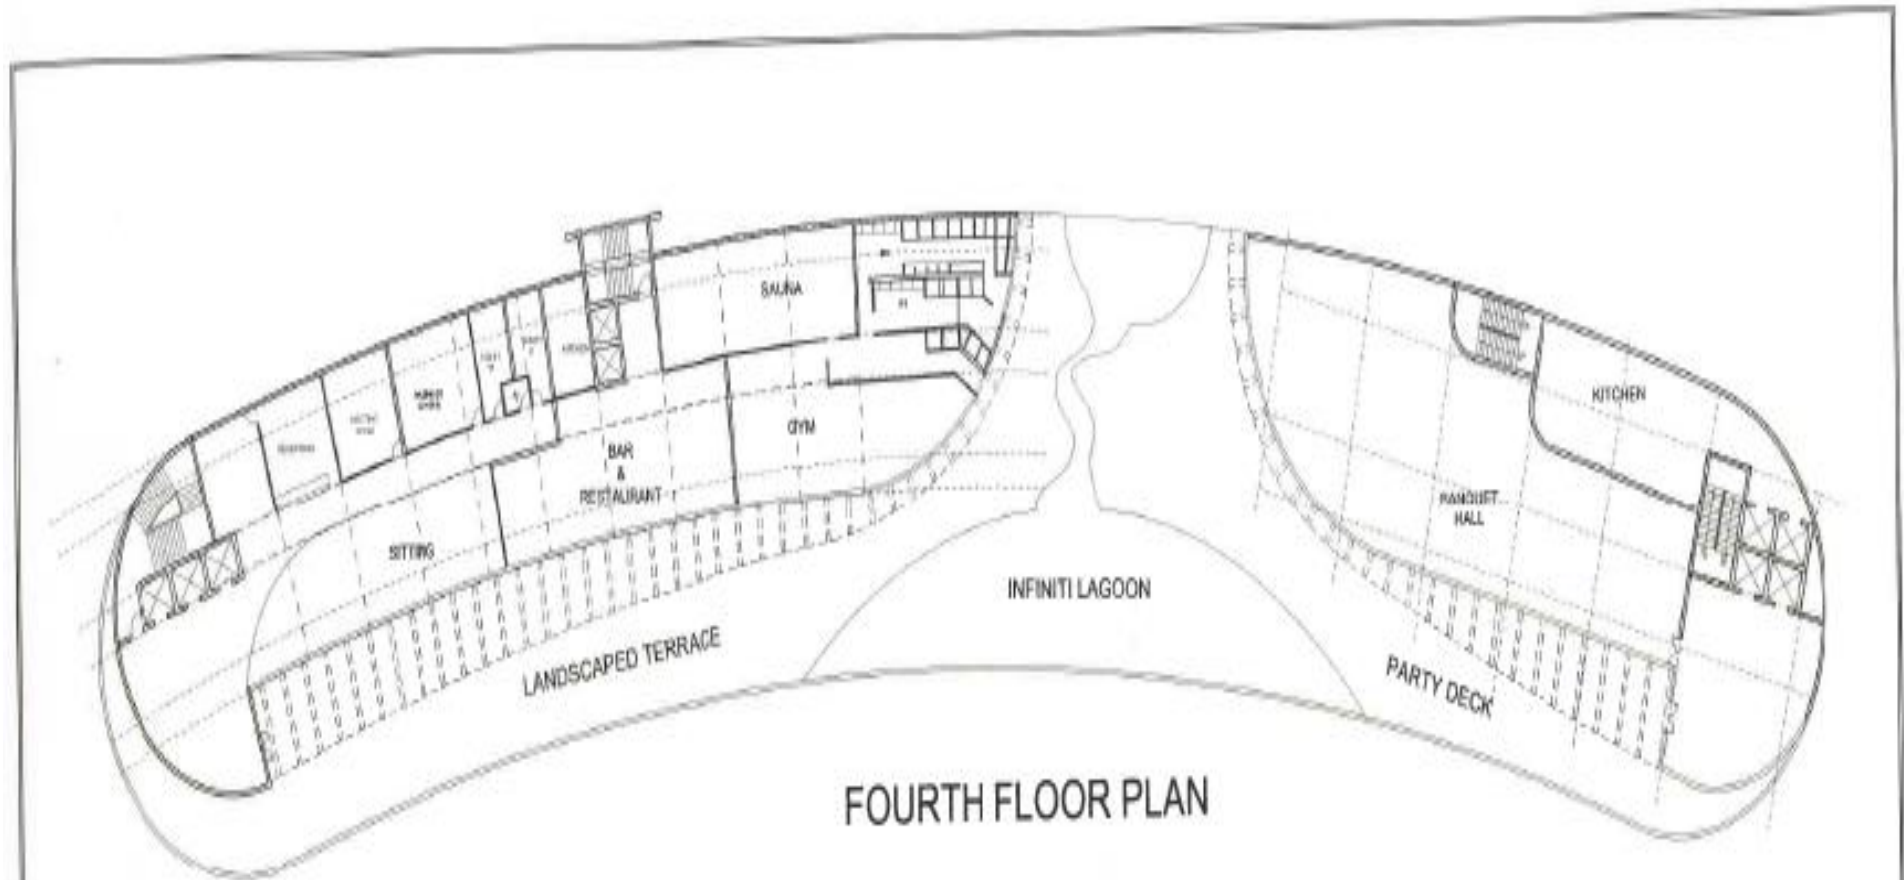 SAUNA
KITCHEN
GYM
BAR
&
RESTAURANT
BANQUET
HALL
SITTING
INFINITI LAGOON
LANDSCAPED TERRACE
PARTY DECK
FOURTH FLOOR PLAN